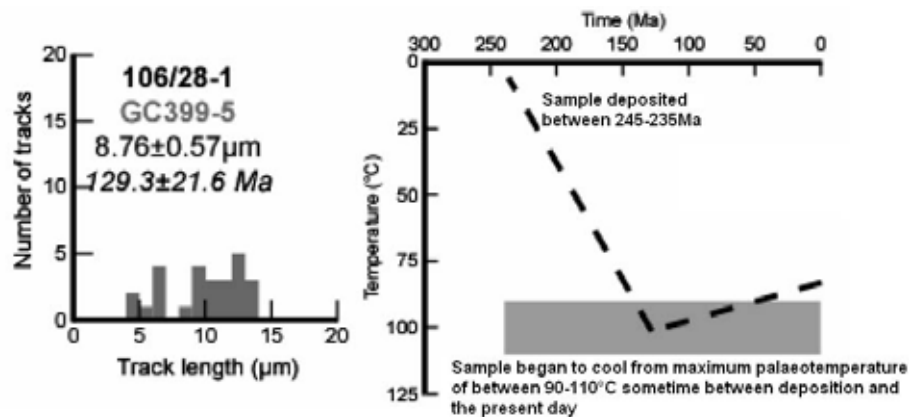 20
15
10
5
0
Number of tracks
106/28-1
GC399-5
8.76±0.57µm
129.3±21.6 Ma
0 5 10 15 20
Track length (µm)
Time (Ma)
300 250 200 150 100 50 0
0
25
50
75
100
125
Temperature (°C)
Sample deposited
between 245-235Ma
Sample began to cool from maximum palaeotemperature
of between 90-110°C sometime between deposition and
the present day